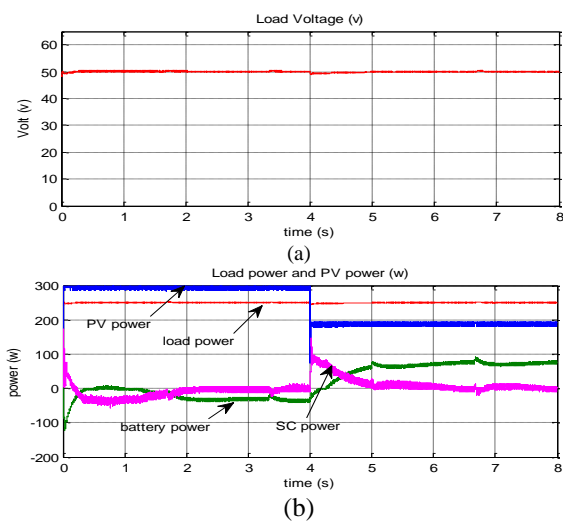 Load Voltage (v)
60
50
40
30
20
10
0
Volt (v)
0 1 2 3 4 5 6 7 8
time (s)
(a)
Load power and PV power (w)
300
200
100
0
-100
-200
power (w)
PV power
load power
battery power
SC power
0 1 2 3 4 5 6 7 8
time (s)
(b)